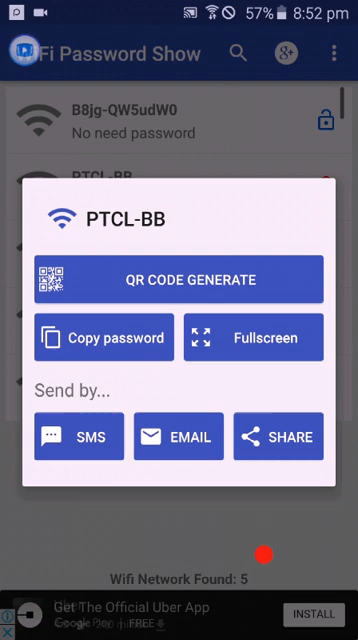 57% 8:52 pm
Fi Password Show
B8jg-QW5udW0
No need password
PTCL-BB
PTCL-BB
QR CODE GENERATE
Copy password
Fullscreen
Send by...
SMS
EMAIL
SHARE
Wifi Network Found: 5
Get The Official Uber App
Google Play | FREE
INSTALL